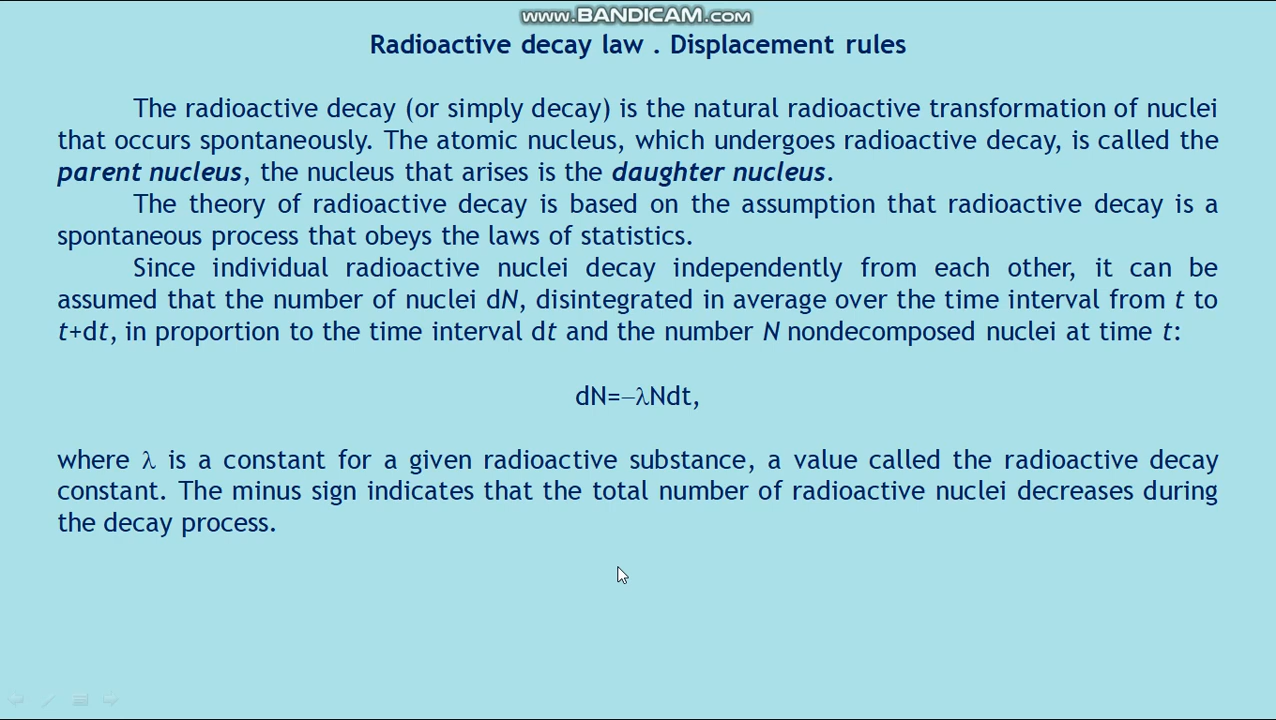 www.BANDICAM.com
Radioactive decay law . Displacement rules
The radioactive decay (or simply decay) is the natural radioactive transformation of nuclei
that occurs spontaneously. The atomic nucleus, which undergoes radioactive decay, is called the
parent nucleus, the nucleus that arises is the daughter nucleus.
The theory of radioactive decay is based on the assumption that radioactive decay is a
spontaneous process that obeys the laws of statistics.
Since individual radioactive nuclei decay independently from each other, it can be
assumed that the number of nuclei dN, disintegrated in average over the time interval from t to
t+dt, in proportion to the time interval dt and the number N nondecomposed nuclei at time t:
dN=–λNdt,
where λ is a constant for a given radioactive substance, a value called the radioactive decay
constant. The minus sign indicates that the total number of radioactive nuclei decreases during
the decay process.